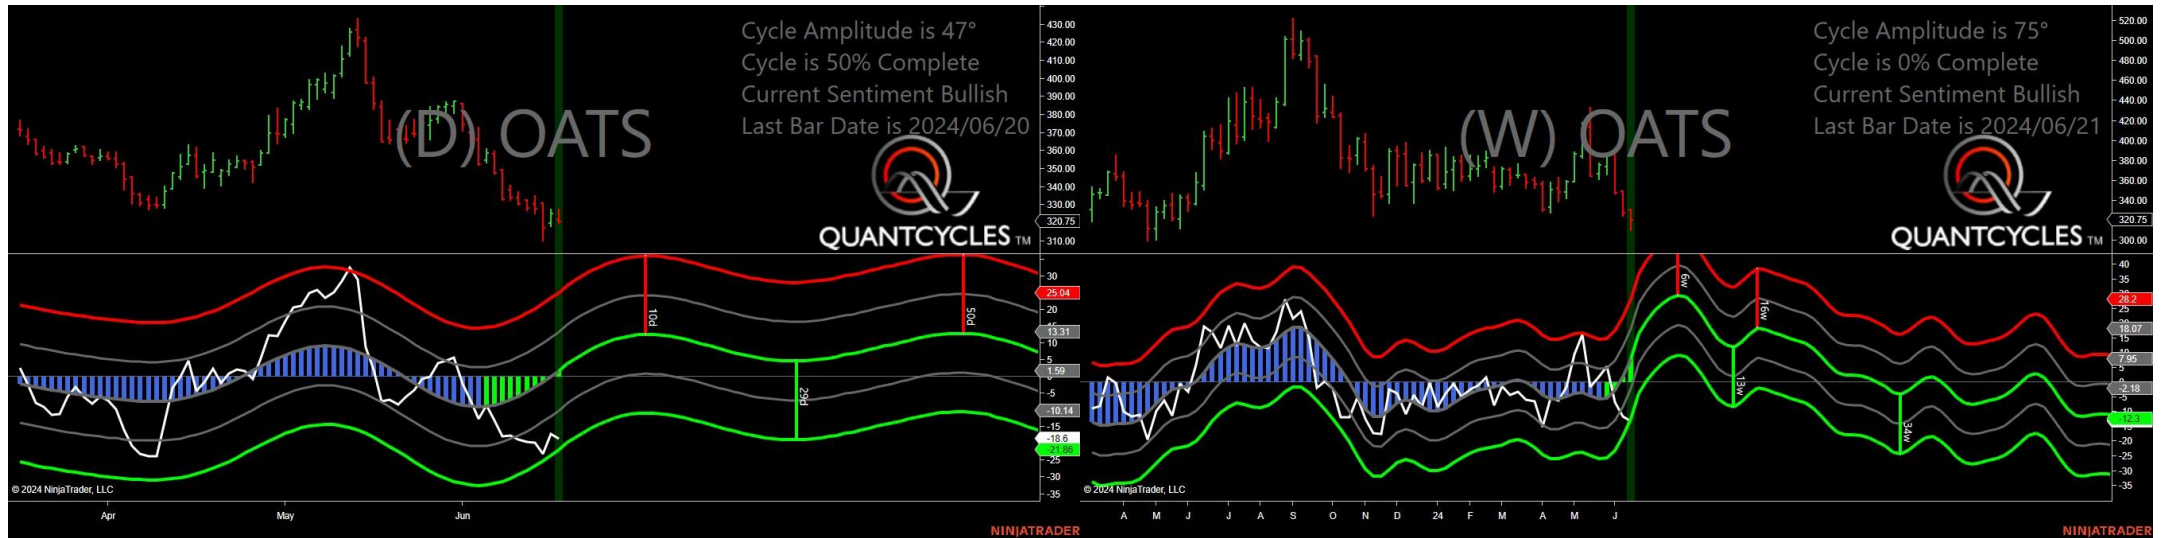 Cycle Amplitude is 47°
Cycle is 50% Complete
Current Sentiment Bullish
Last Bar Date is 2024/06/20
(D) OATS
QUANTCYCLES TM
430.00
420.00
410.00
400.00
390.00
380.00
370.00
360.00
350.00
340.00
330.00
320.75
310.00
10d
29d
50d
30
25.04
20
13.31
10
5
1.59
-5
-10.14
-15
-18.6
-21.86
-25
-30
-35
© 2024 NinjaTrader, LLC
Apr May Jun
NINJATRADER
Cycle Amplitude is 75°
Cycle is 0% Complete
Current Sentiment Bullish
Last Bar Date is 2024/06/21
(W) OATS
QUANTCYCLES TM
520.00
500.00
480.00
460.00
440.00
420.00
400.00
380.00
360.00
340.00
320.75
300.00
6w
16w
13w
34w
40
35
28.2
18.07
7.95
5
-2.18
-5
-12.3
-15
-20
-25
-30
-35
© 2024 NinjaTrader, LLC
A M J J A S O N D 24 F M A M J
NINJATRADER